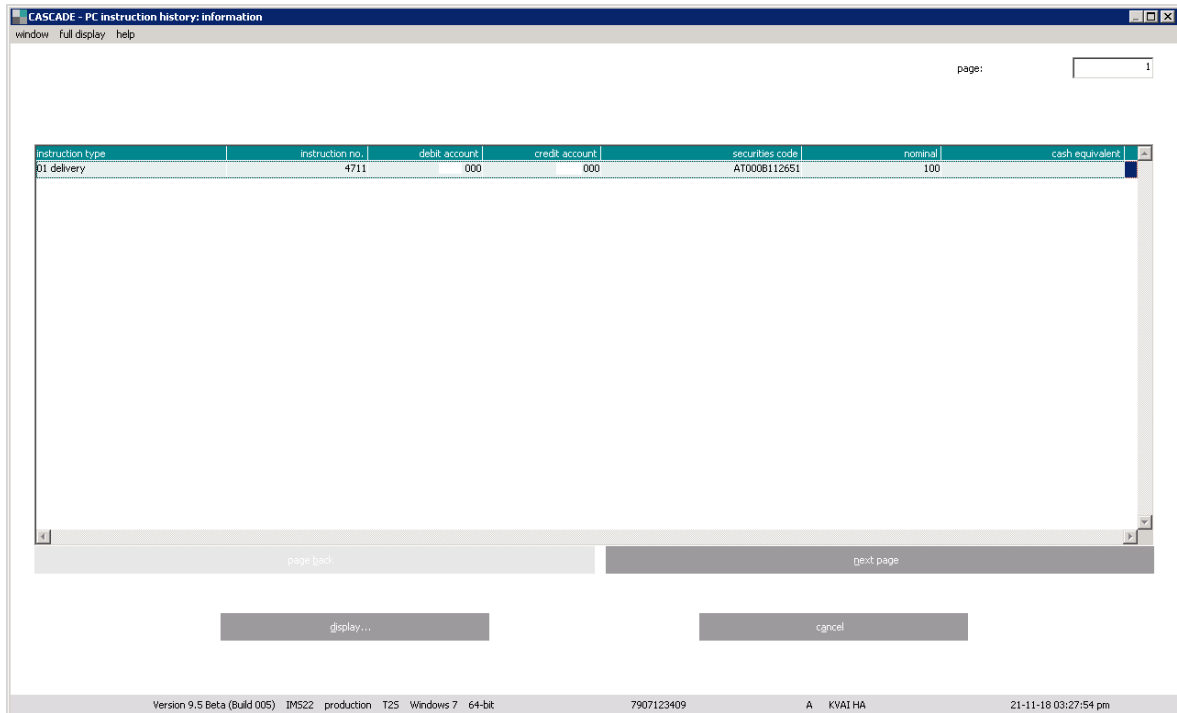 CASCADE - PC instruction history: information
window full display help
page: 1
instruction type instruction no. debit account credit account securities code nominal cash equivalent
01 delivery 4711 000 000 AT000B112651 100
page back next page
display... cancel
Version 9.5 Beta (Build 005) IMS22 production T2S Windows 7 64-bit 7907123409 A KVAI HA 21-11-18 03:27:54 pm